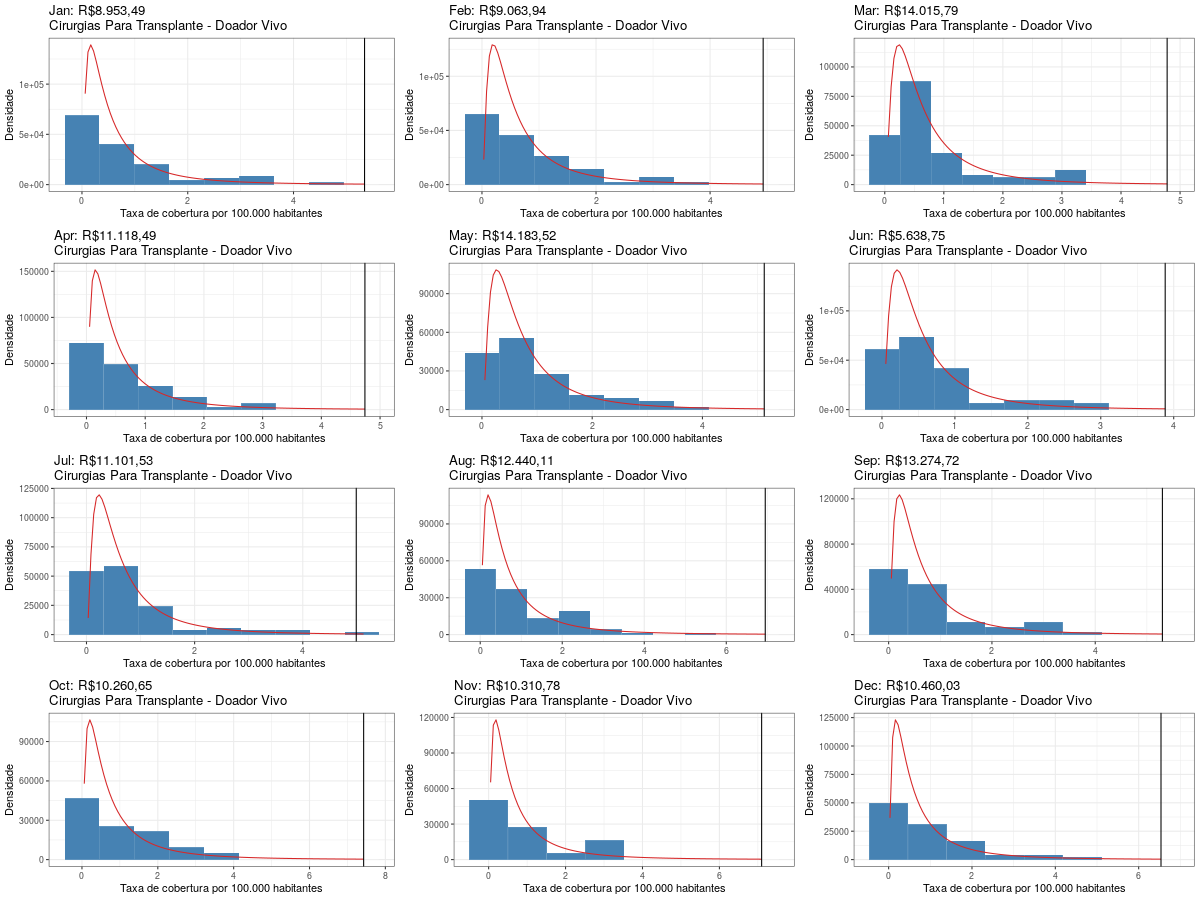 Jan: R$8.953,49
Cirurgias Para Transplante - Doador Vivo
Densidade
1e+05
5e+04
0e+00
0
2
4
Taxa de cobertura por 100.000 habitantes
Feb: R$9.063,94
Cirurgias Para Transplante - Doador Vivo
Densidade
1e+05
5e+04
0e+00
0
2
4
Taxa de cobertura por 100.000 habitantes
Mar: R$14.015,79
Cirurgias Para Transplante - Doador Vivo
Densidade
100000
75000
50000
25000
0
0
1
2
3
4
5
Taxa de cobertura por 100.000 habitantes
Apr: R$11.118,49
Cirurgias Para Transplante - Doador Vivo
Densidade
150000
100000
50000
0
0
1
2
3
4
5
Taxa de cobertura por 100.000 habitantes
May: R$14.183,52
Cirurgias Para Transplante - Doador Vivo
Densidade
90000
60000
30000
0
0
2
4
Taxa de cobertura por 100.000 habitantes
Jun: R$5.638,75
Cirurgias Para Transplante - Doador Vivo
Densidade
1e+05
5e+04
0e+00
0
1
2
3
4
Taxa de cobertura por 100.000 habitantes
Jul: R$11.101,53
Cirurgias Para Transplante - Doador Vivo
Densidade
125000
100000
75000
50000
25000
0
0
2
4
Taxa de cobertura por 100.000 habitantes
Aug: R$12.440,11
Cirurgias Para Transplante - Doador Vivo
Densidade
90000
60000
30000
0
0
2
4
6
Taxa de cobertura por 100.000 habitantes
Sep: R$13.274,72
Cirurgias Para Transplante - Doador Vivo
Densidade
120000
80000
40000
0
0
2
4
Taxa de cobertura por 100.000 habitantes
Oct: R$10.260,65
Cirurgias Para Transplante - Doador Vivo
Densidade
90000
60000
30000
0
0
2
4
6
8
Taxa de cobertura por 100.000 habitantes
Nov: R$10.310,78
Cirurgias Para Transplante - Doador Vivo
Densidade
120000
90000
60000
30000
0
0
2
4
6
Taxa de cobertura por 100.000 habitantes
Dec: R$10.460,03
Cirurgias Para Transplante - Doador Vivo
Densidade
125000
100000
75000
50000
25000
0
0
2
4
6
Taxa de cobertura por 100.000 habitantes